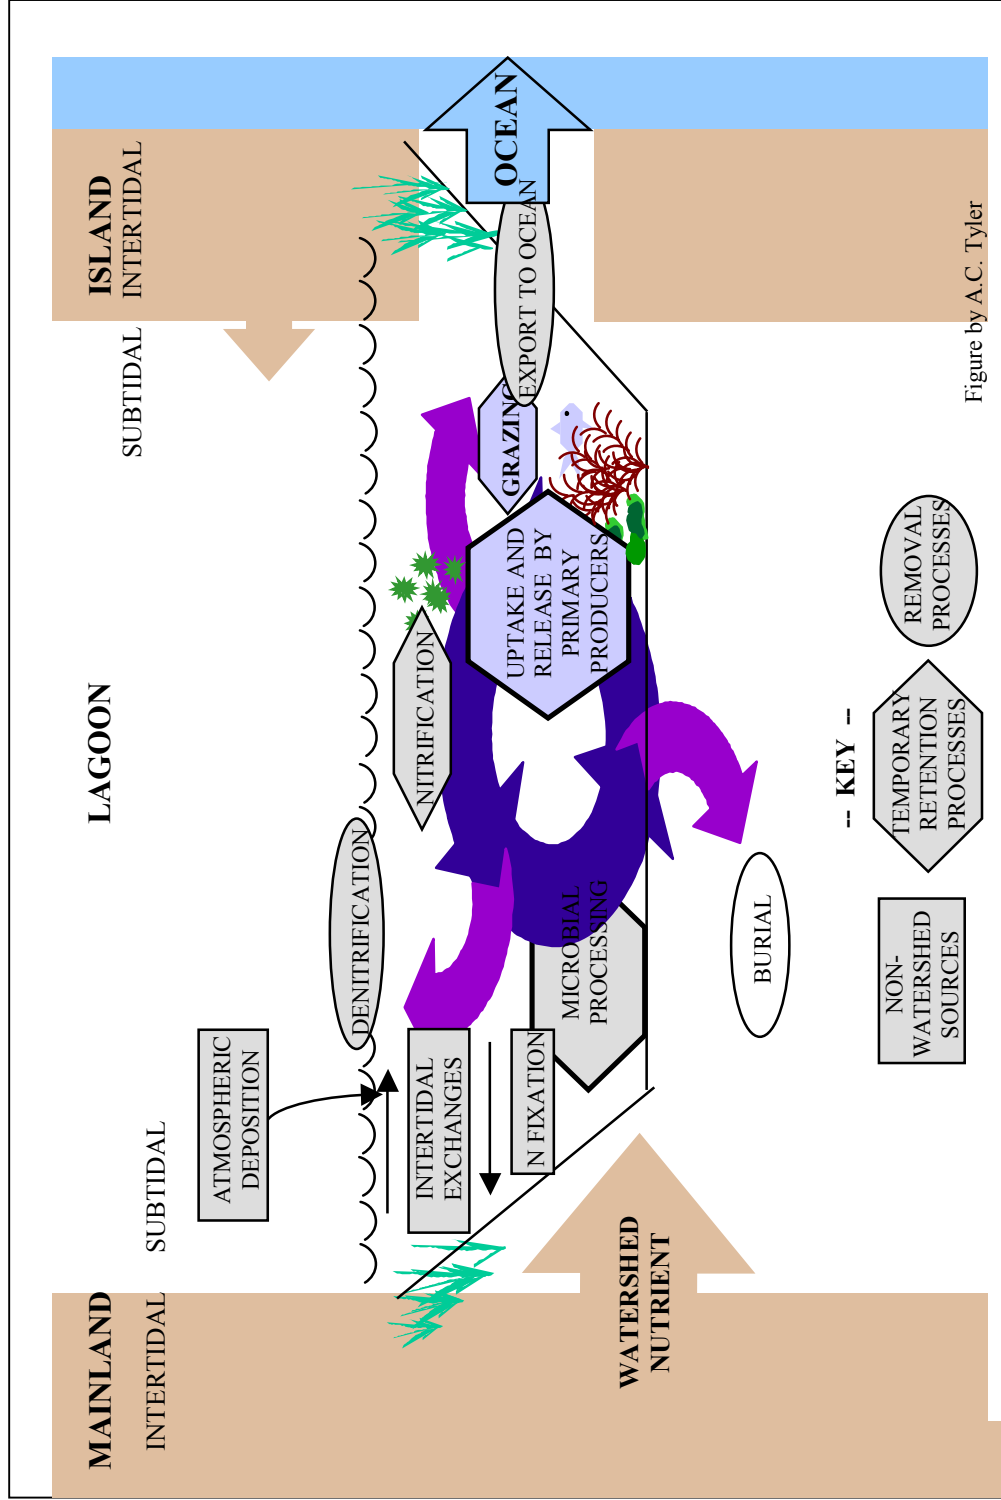 MAINLAND
INTERTIDAL
SUBTIDAL
LAGOON
SUBTIDAL
ISLAND
INTERTIDAL
ATMOSPHERIC
DEPOSITION
DENITRIFICATION
INTERTIDAL
EXCHANGES
N FIXATION
NITRIFICATION
MICROBIAL
PROCESSING
UPTAKE AND
RELEASE BY
PRIMARY
PRODUCERS
GRAZING
EXPORT TO OCEAN
OCEAN
WATERSHED
NUTRIENT
BURIAL
-- KEY --
NON-
WATERSHED
SOURCES
TEMPORARY
RETENTION
PROCESSES
REMOVAL
PROCESSES
Figure by A.C. Tyler